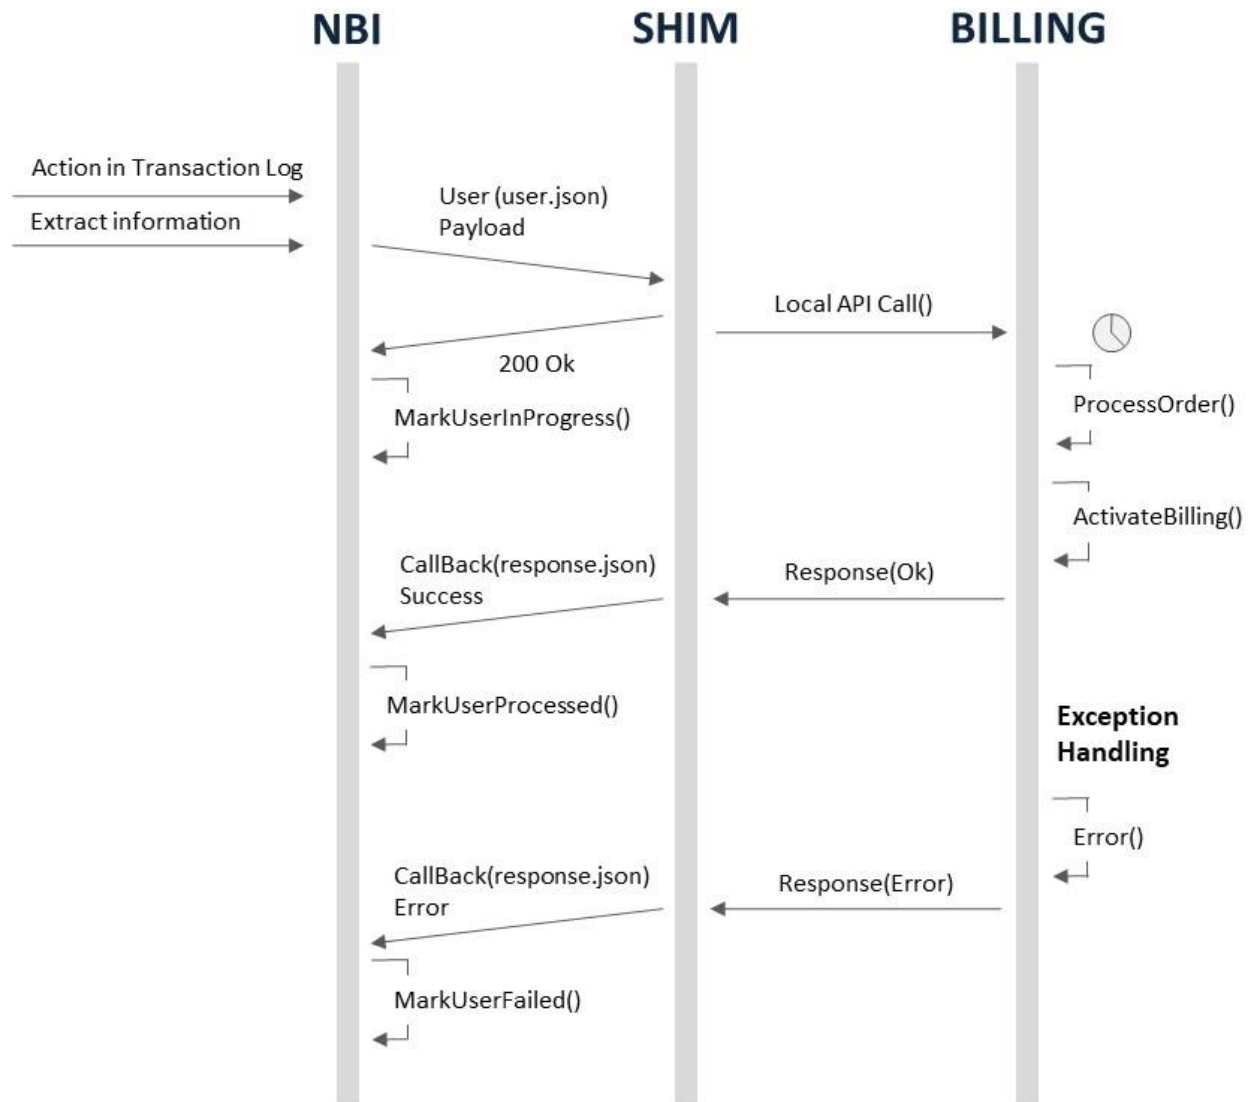 NBI
SHIM
BILLING
Action in Transaction Log
Extract information
User (user.json)
Payload
Local API Call()
200 Ok
MarkUserInProgress()
ProcessOrder()
ActivateBilling()
CallBack(response.json)
Success
Response(Ok)
MarkUserProcessed()
Exception
Handling
Error()
CallBack(response.json)
Error
Response(Error)
MarkUserFailed()